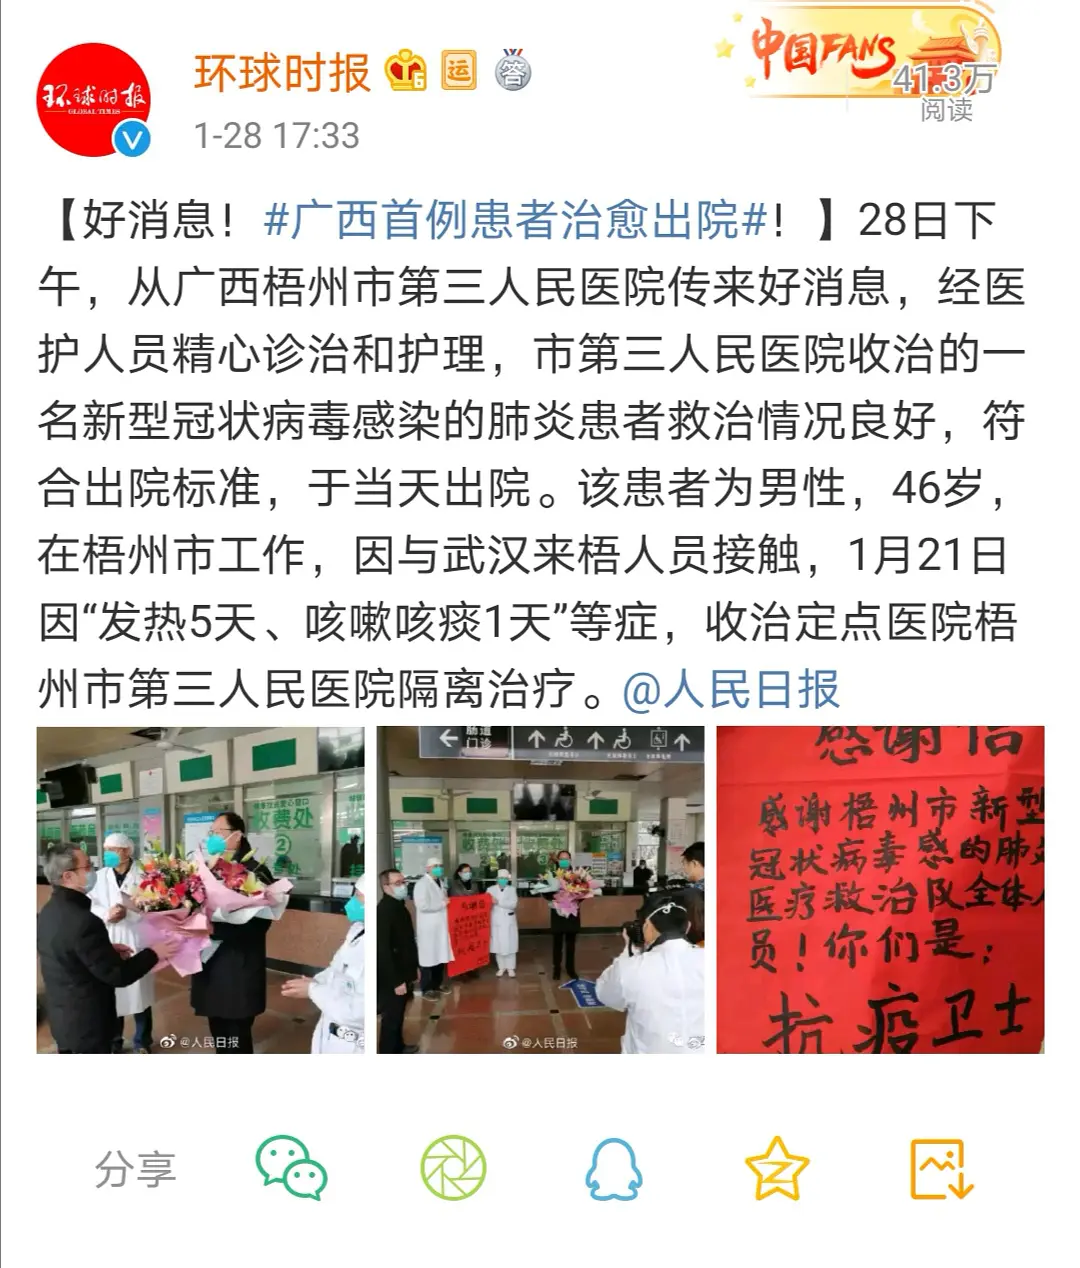 中国FANS
环球时报
GLOBAL TIMES
环球时报
运
答
41.3万
1-28 17:33
阅读
【好消息！#广西首例患者治愈出院#！】28日下
午，从广西梧州市第三人民医院传来好消息，经医
护人员精心诊治和护理，市第三人民医院收治的一
名新型冠状病毒感染的肺炎患者救治情况良好，符
合出院标准，于当天出院。该患者为男性，46岁，
在梧州市工作，因与武汉来梧人员接触，1月21日
因“发热5天、咳嗽咳痰1天”等症，收治定点医院梧
州市第三人民医院隔离治疗。@人民日报
收费处
②
@人民日报
肠道
门诊
收费处
@人民日报
感谢信
感谢梧州市新型
冠状病毒感的肺炎
医疗救治队全体人
员！你们是：
抗疫卫士
分享